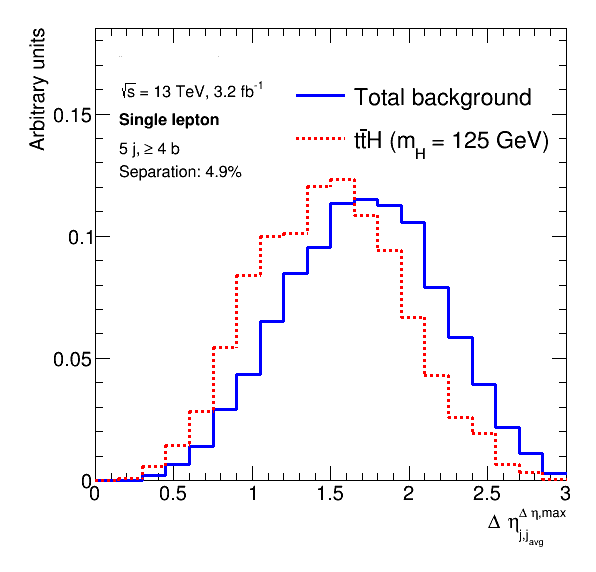 Arbitrary units
√s = 13 TeV, 3.2 fb⁻¹
Single lepton
5 j, ≥ 4 b
Separation: 4.9%
Total background
tt̄H (m_H = 125 GeV)
0.15
0.1
0.05
0
0 0.5 1 1.5 2 2.5 3
Δ η^{Δ η,max}_{j,j_{avg}}